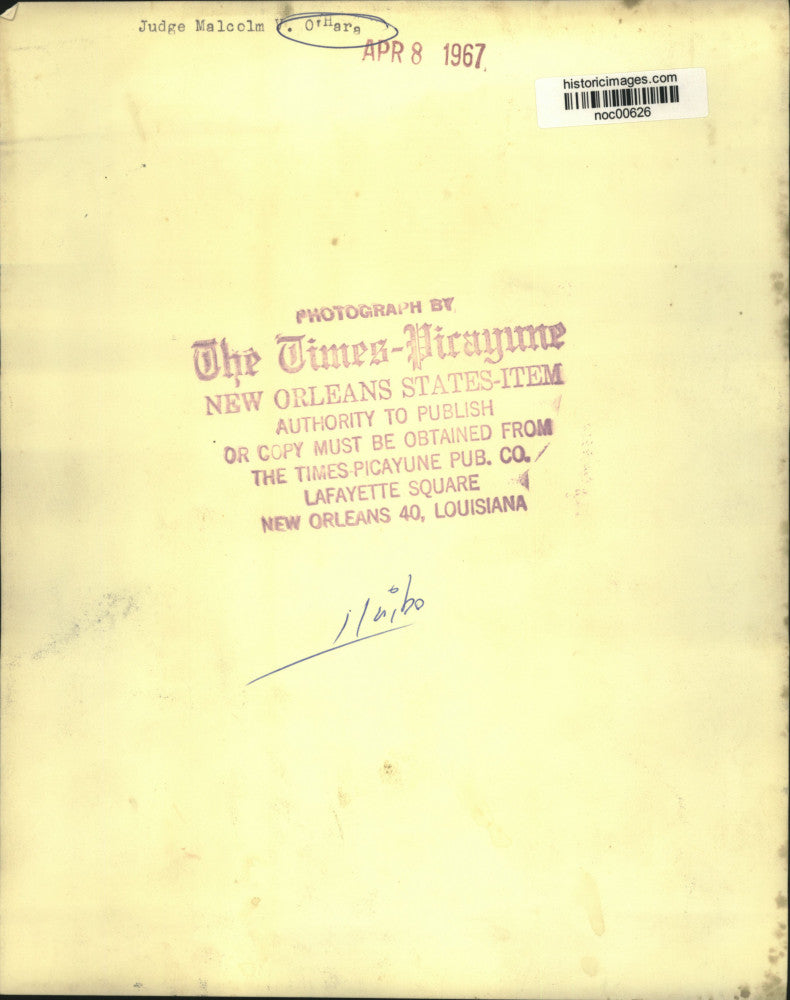 Judge Malcolm V. O'Hara
APR 8 1967
historicimages.com
noc00626
PHOTOGRAPH BY
The Times-Picayune
NEW ORLEANS STATES-ITEM
AUTHORITY TO PUBLISH
OR COPY MUST BE OBTAINED FROM
THE TIMES-PICAYUNE PUB. CO.
LAFAYETTE SQUARE
NEW ORLEANS 40, LOUISIANA